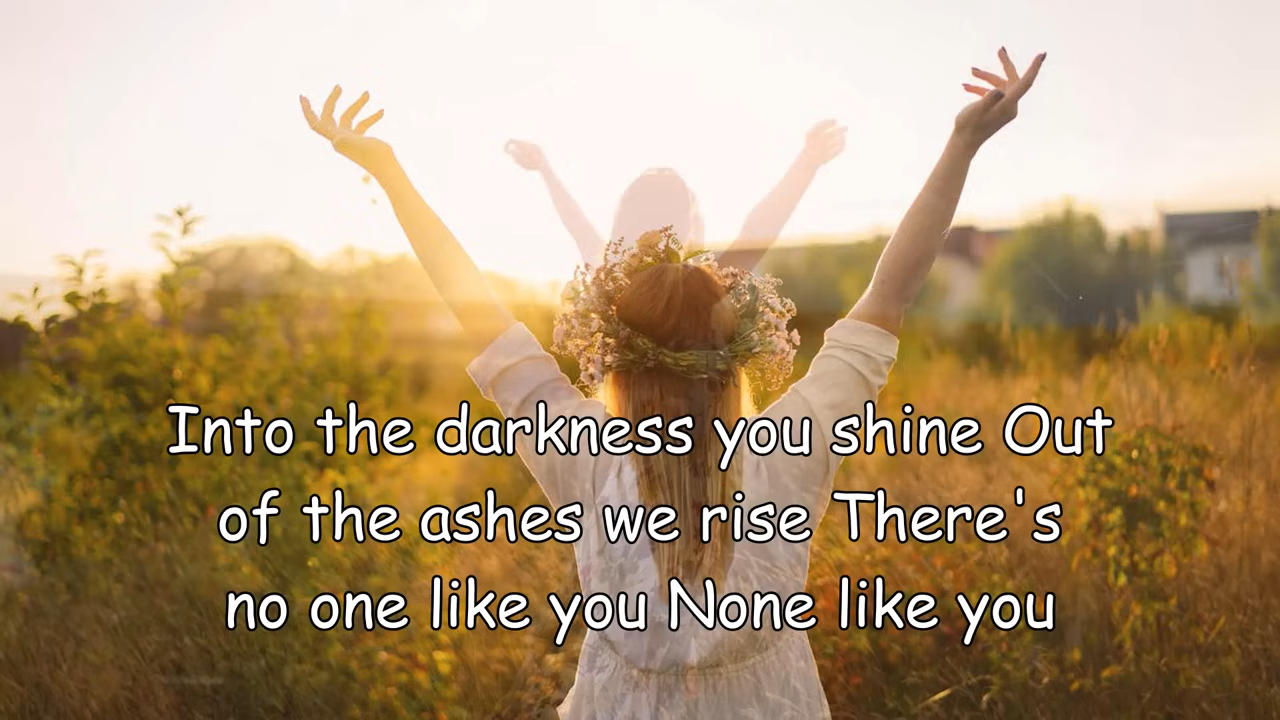 Into the darkness you shine Out
of the ashes we rise There's
no one like you None like you